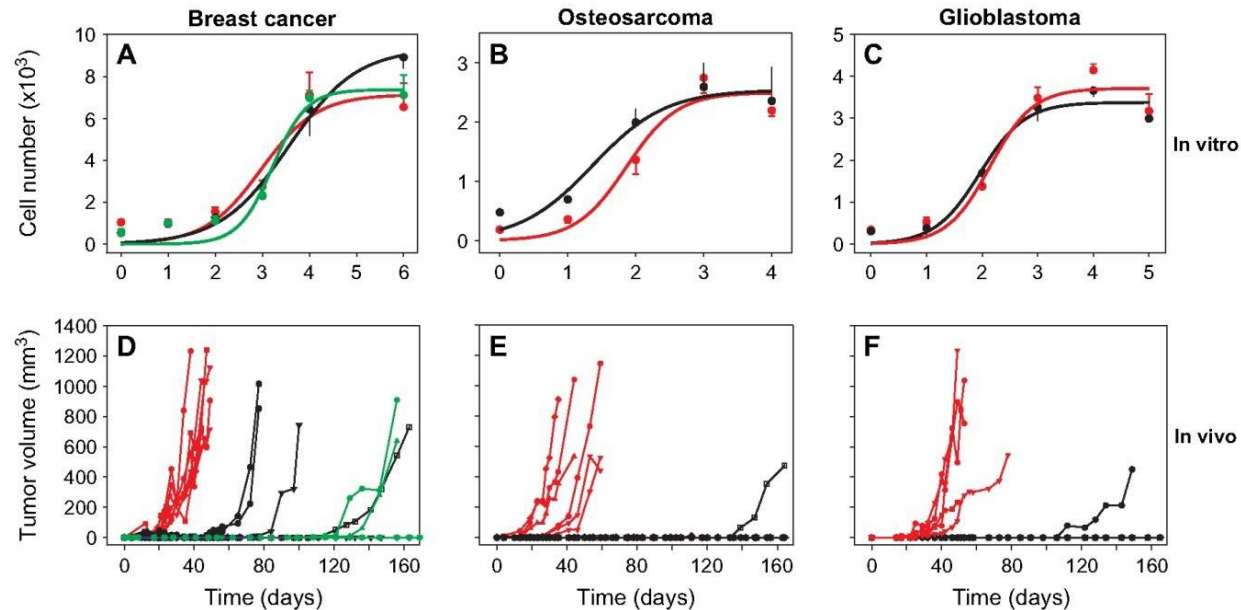 Breast cancer
Osteosarcoma
Glioblastoma
Cell number (x10³)
A
10
8
6
4
2
0
0 1 2 3 4 5 6
B
3
2
1
0
0 1 2 3 4
C
5
4
3
2
1
0
0 1 2 3 4 5
In vitro
Tumor volume (mm³)
D
1400
1200
1000
800
600
400
200
0
0 40 80 120 160
Time (days)
E
0 40 80 120 160
Time (days)
F
0 40 80 120 160
Time (days)
In vivo